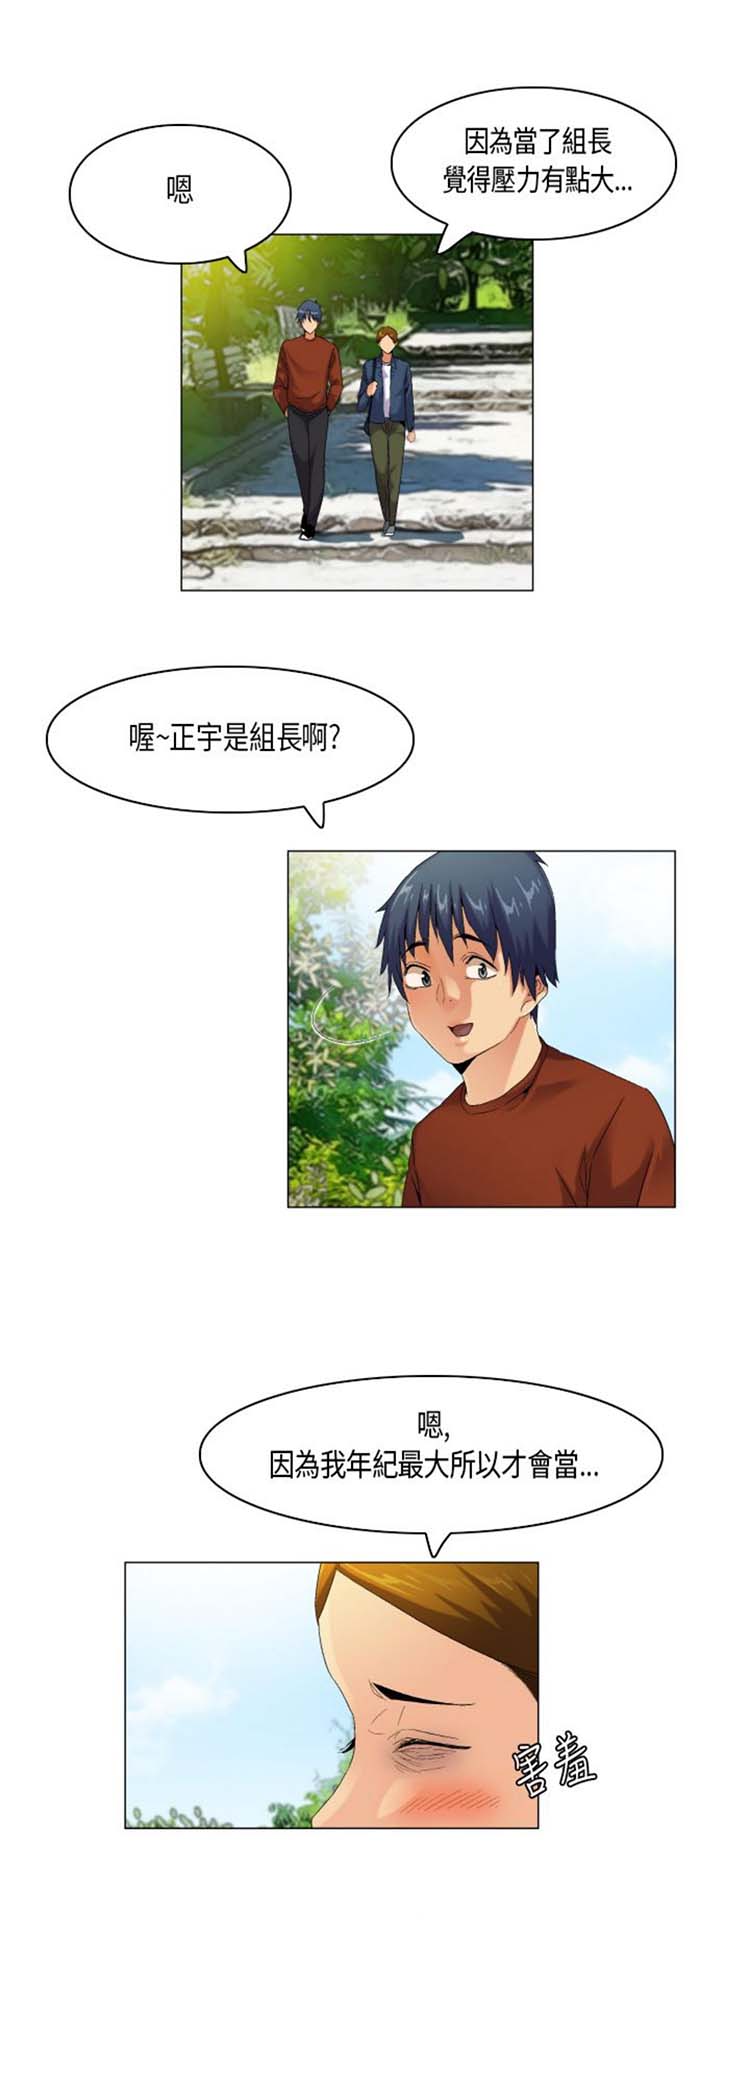 嗯
因為當了組長
覺得壓力有點大...
喔~正宇是組長啊?
嗯,
因為我年紀最大所以才會當...
害羞